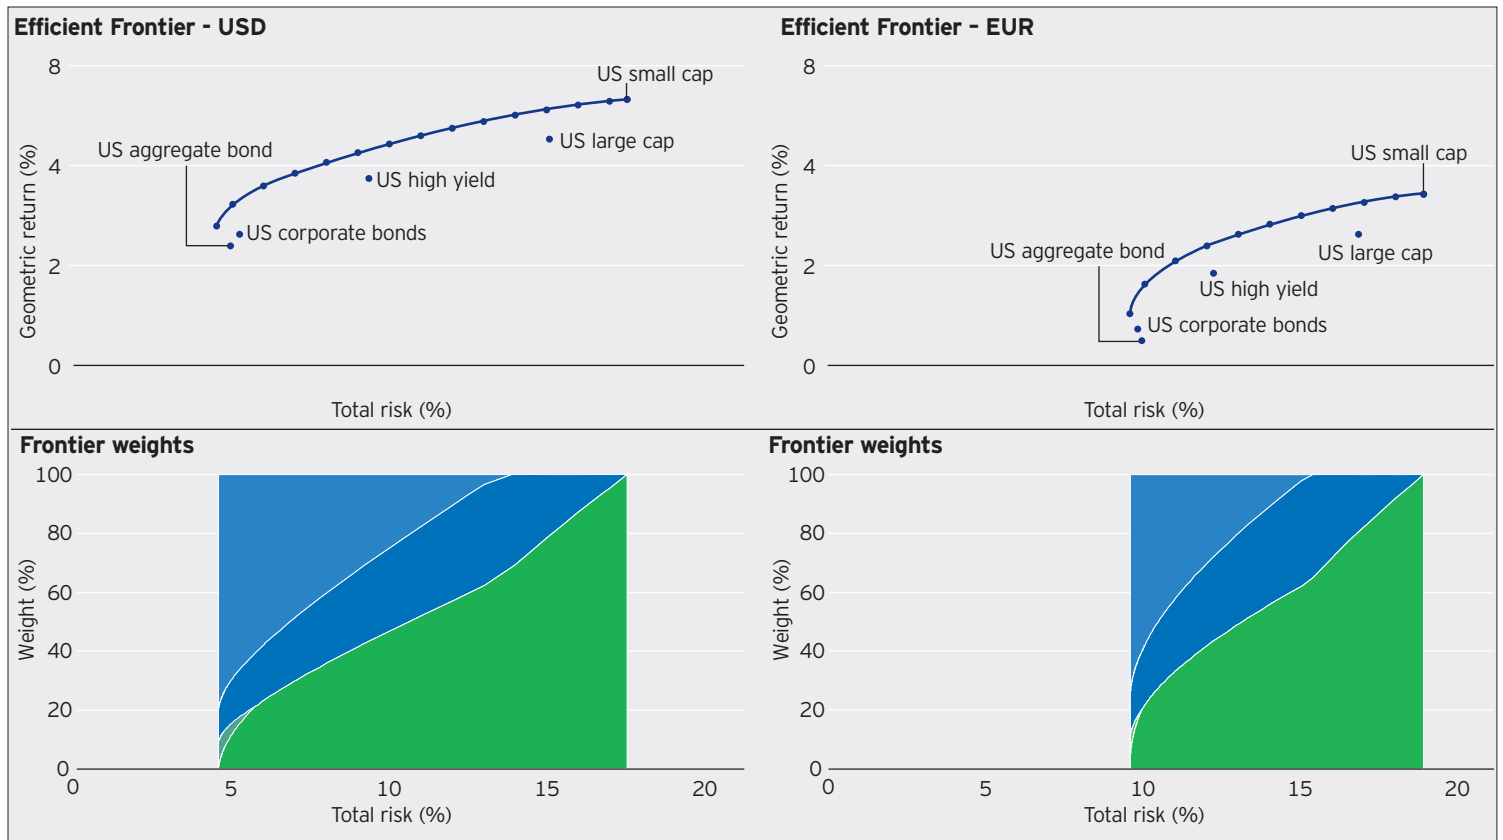 Efficient Frontier - USD
8
4
2
0
Geometric return (%)
US small cap
US aggregate bond
US large cap
US high yield
US corporate bonds
Total risk (%)
Efficient Frontier – EUR
8
4
2
0
Geometric return (%)
US small cap
US aggregate bond
US large cap
US high yield
US corporate bonds
Total risk (%)
Frontier weights
100
80
60
40
20
0
Weight (%)
0 5 10 15 20
Total risk (%)
Frontier weights
100
80
60
40
20
0
Weight (%)
0 5 10 15 20
Total risk (%)